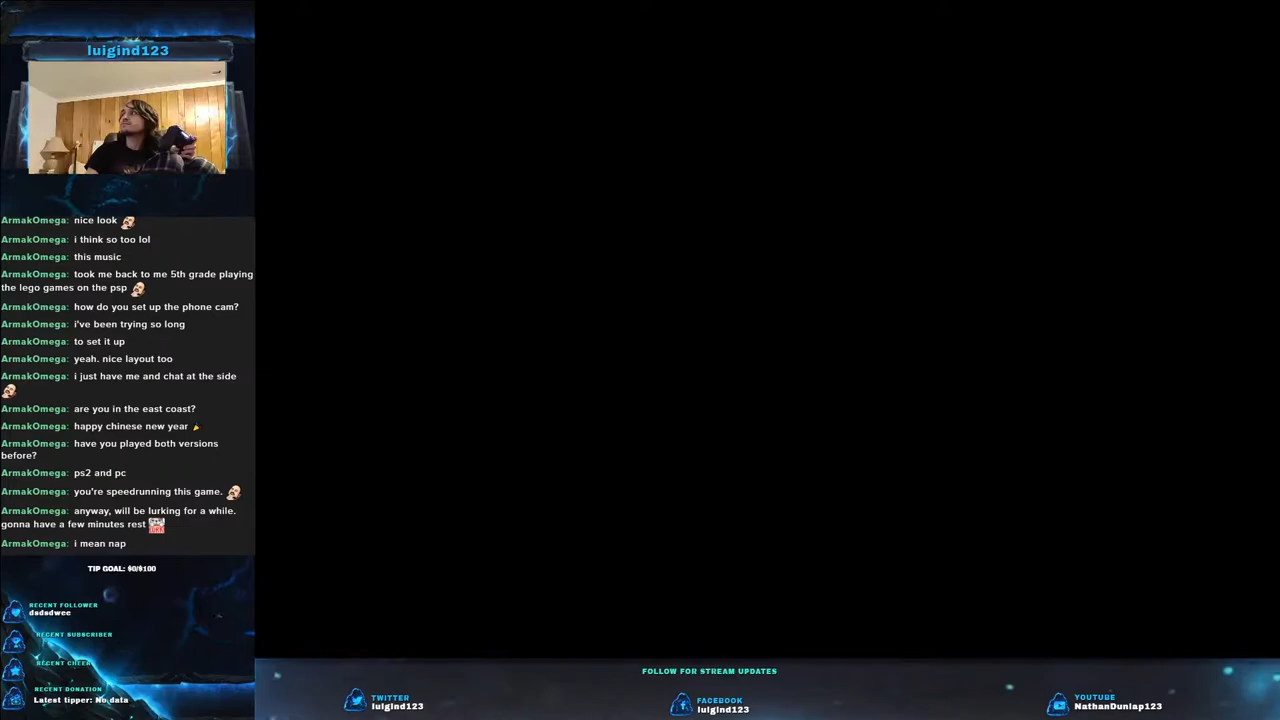 luigind123
ArmakOmega: nice look
ArmakOmega: i think so too lol
ArmakOmega: this music
ArmakOmega: took me back to me 5th grade playing
the lego games on the psp
ArmakOmega: how do you set up the phone cam?
ArmakOmega: i've been trying so long
ArmakOmega: to set it up
ArmakOmega: yeah. nice layout too
ArmakOmega: i just have me and chat at the side
ArmakOmega: are you in the east coast?
ArmakOmega: happy chinese new year
ArmakOmega: have you played both versions
before?
ArmakOmega: ps2 and pc
ArmakOmega: you're speedrunning this game.
ArmakOmega: anyway, will be lurking for a while.
gonna have a few minutes rest
ArmakOmega: i mean nap
TIP GOAL: $0/$100
RECENT FOLLOWER
dsdsdwee
RECENT SUBSCRIBER
RECENT CHEER
RECENT DONATION
Latest tipper: No data
FOLLOW FOR STREAM UPDATES
TWITTER
luigind123
FACEBOOK
luigind123
YOUTUBE
NathanDunlap123